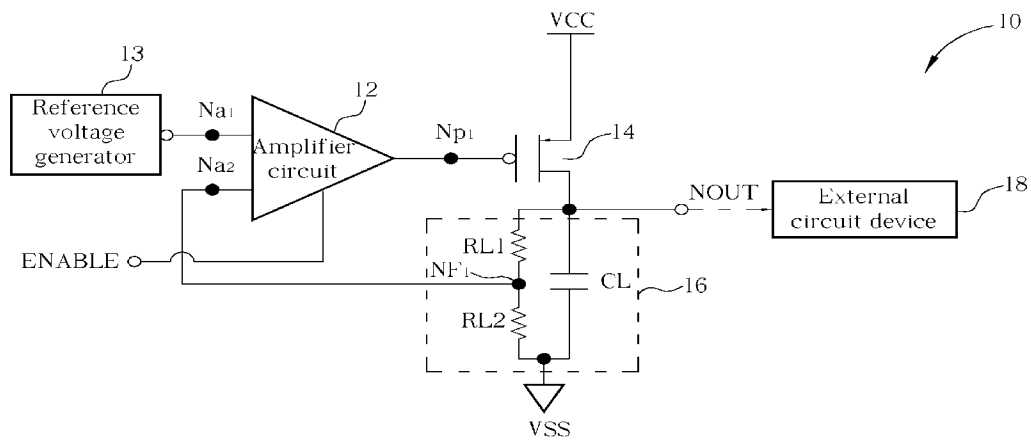 VCC
10
13
Reference
voltage
generator
Na1
Na2
12
Amplifier
circuit
Np1
14
NOUT
External
circuit device
18
ENABLE
RL1
NF1
RL2
CL
16
VSS